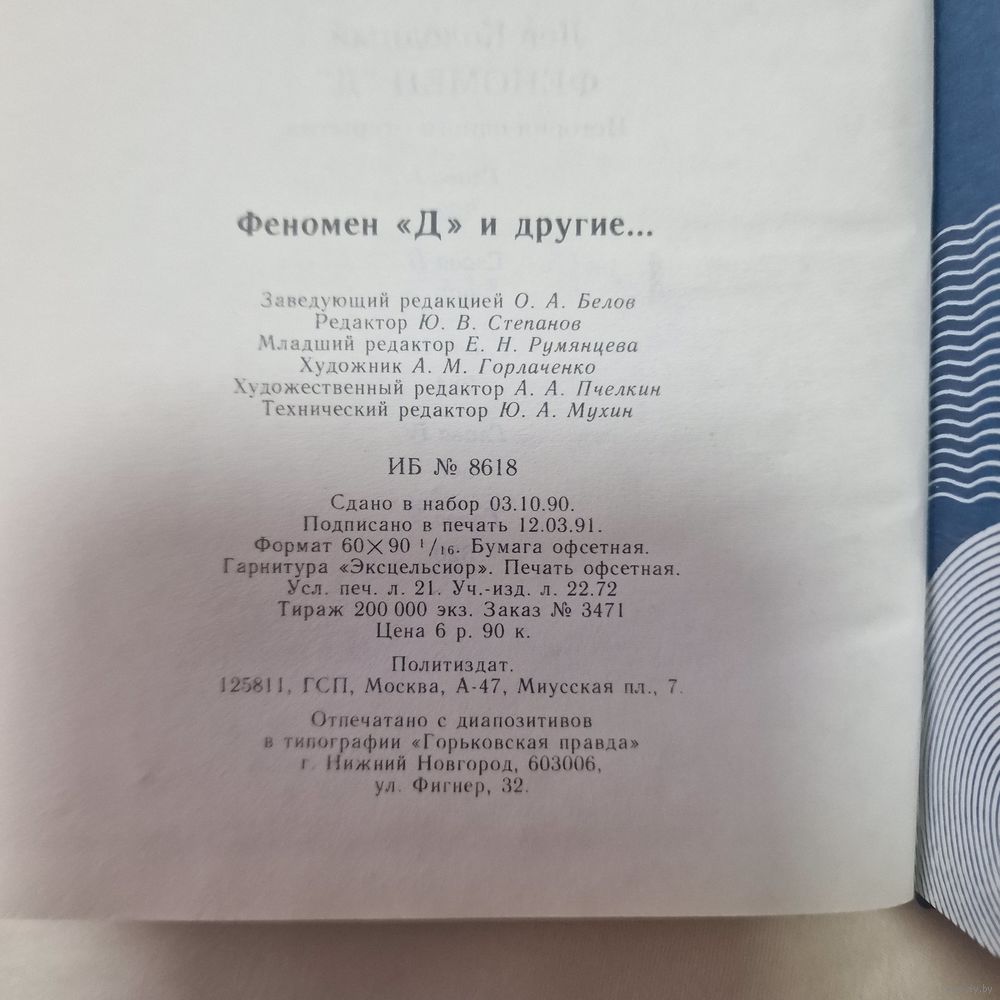 Феномен «Д» и другие...
Заведующий редакцией О. А. Белов
Редактор Ю. В. Степанов
Младший редактор Е. Н. Румянцева
Художник А. М. Горлаченко
Художественный редактор А. А. Пчелкин
Технический редактор Ю. А. Мухин
ИБ № 8618
Сдано в набор 03.10.90.
Подписано в печать 12.03.91.
Формат 60×90 1/16. Бумага офсетная.
Гарнитура «Эксцельсиор». Печать офсетная.
Усл. печ. л. 21. Уч.-изд. л. 22.72
Тираж 200 000 экз. Заказ № 3471
Цена 6 р. 90 к.
Политиздат.
125811, ГСП, Москва, А-47, Миусская пл., 7.
Отпечатано с диапозитивов
в типографии «Горьковская правда»
г. Нижний Новгород, 603006,
ул. Фигнер, 32.